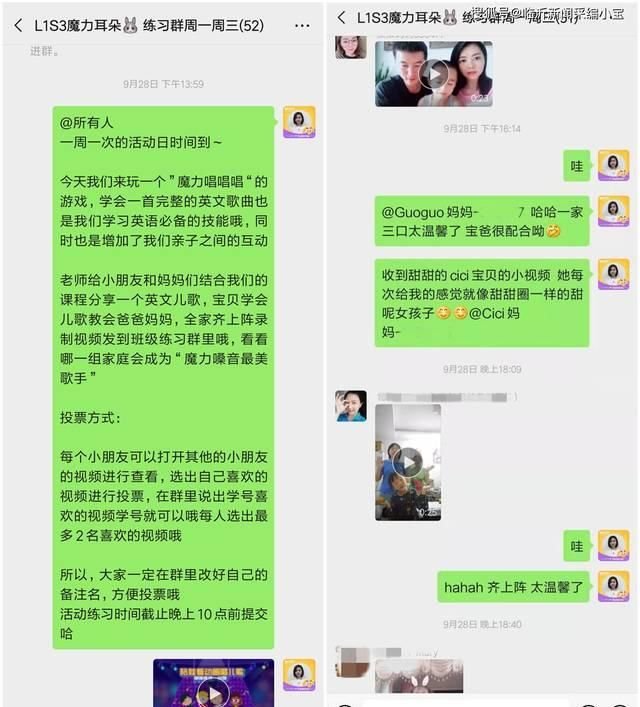 L1S3魔力耳朵🐰 练习群周一周三(52)
进群。
9月28日 下午13:59
@所有人
一周一次的活动日时间到~
今天我们来玩一个”魔力唱唱唱“的
游戏，学会一首完整的英文歌曲也
是我们学习英语必备的技能哦，同
时也是增加了我们亲子之间的互动
老师给小朋友和妈妈们结合我们的
课程分享一个英文儿歌，宝贝学会
儿歌教会爸爸妈妈，全家齐上阵录
制视频发到班级练习群里哦，看看
哪一组家庭会成为“魔力嗓音最美
歌手”
投票方式：
每个小朋友可以打开其他的小朋友
的视频进行查看，选出自己喜欢的
视频进行投票，在群里说出学号喜
欢的视频学号就可以哦每人选出最
多2名喜欢的视频哦
所以，大家一定在群里改好自己的
备注名，方便投票哦
活动练习时间截止晚上10点前提交
哈
搜狐号@临沂新闻采编小宝
L1S3魔力耳朵🐰 练习群周一周三(51)
0:23
9月28日 下午16:14
哇
@Guoguo妈妈- 7 哈哈一家
三口太温馨了 宝爸很配合呦🤣
收到甜甜的cici宝贝的小视频 她每
次给我的感觉就像甜甜圈一样的甜
呢女孩子😊😊@Cici妈
妈-
9月28日 晚上18:09
0:25
哇
hahah 齐上阵 太温馨了
9月28日 晚上18:40